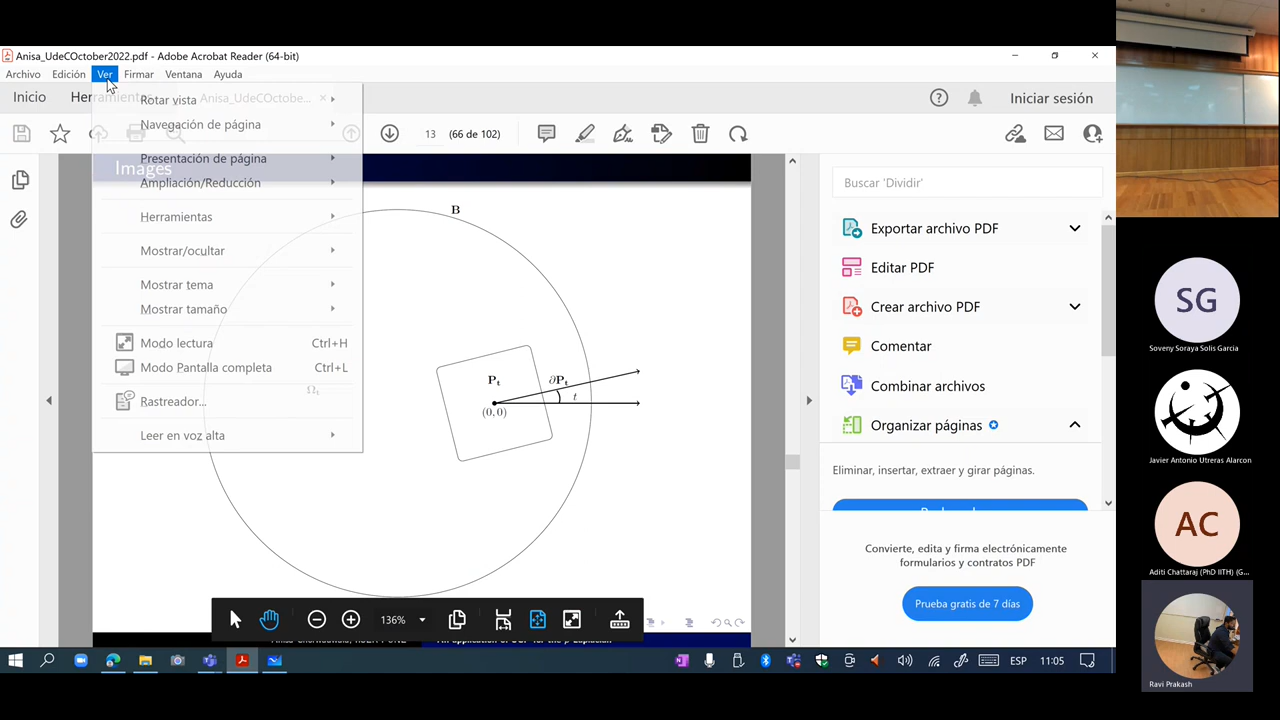 Anisa_UdeCOctober2022.pdf - Adobe Acrobat Reader (64-bit)
Archivo Edición Ver Firmar Ventana Ayuda
Inicio Herramientas Anisa_UdeCOctobe... × Iniciar sesión
13 (66 de 102)
Rotar vista
Navegación de página
Presentación de página
Images
Ampliación/Reducción
Herramientas
Mostrar/ocultar
Mostrar tema
Mostrar tamaño
Modo lectura Ctrl+H
Modo Pantalla completa Ctrl+L
Rastreador...
Leer en voz alta
B
Pt
∂Pt
t
(0, 0)
Ωt
136%
Buscar 'Dividir'
Exportar archivo PDF
Editar PDF
Crear archivo PDF
Comentar
Combinar archivos
Organizar páginas
Eliminar, insertar, extraer y girar páginas.
Convierte, edita y firma electrónicamente
formularios y contratos PDF
Prueba gratis de 7 días
ESP 11:05
SG
Soveny Soraya Solis Garcia
Javier Antonio Utreras Alarcon
AC
Aditi Chattaraj (PhD IITH) (G...
Ravi Prakash